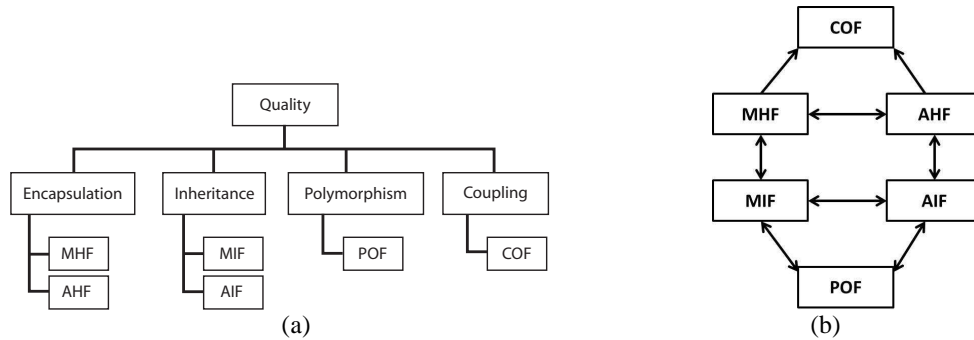 Quality
Encapsulation
Inheritance
Polymorphism
Coupling
MHF
AHF
MIF
AIF
POF
COF
(a)
COF
MHF
AHF
MIF
AIF
POF
(b)